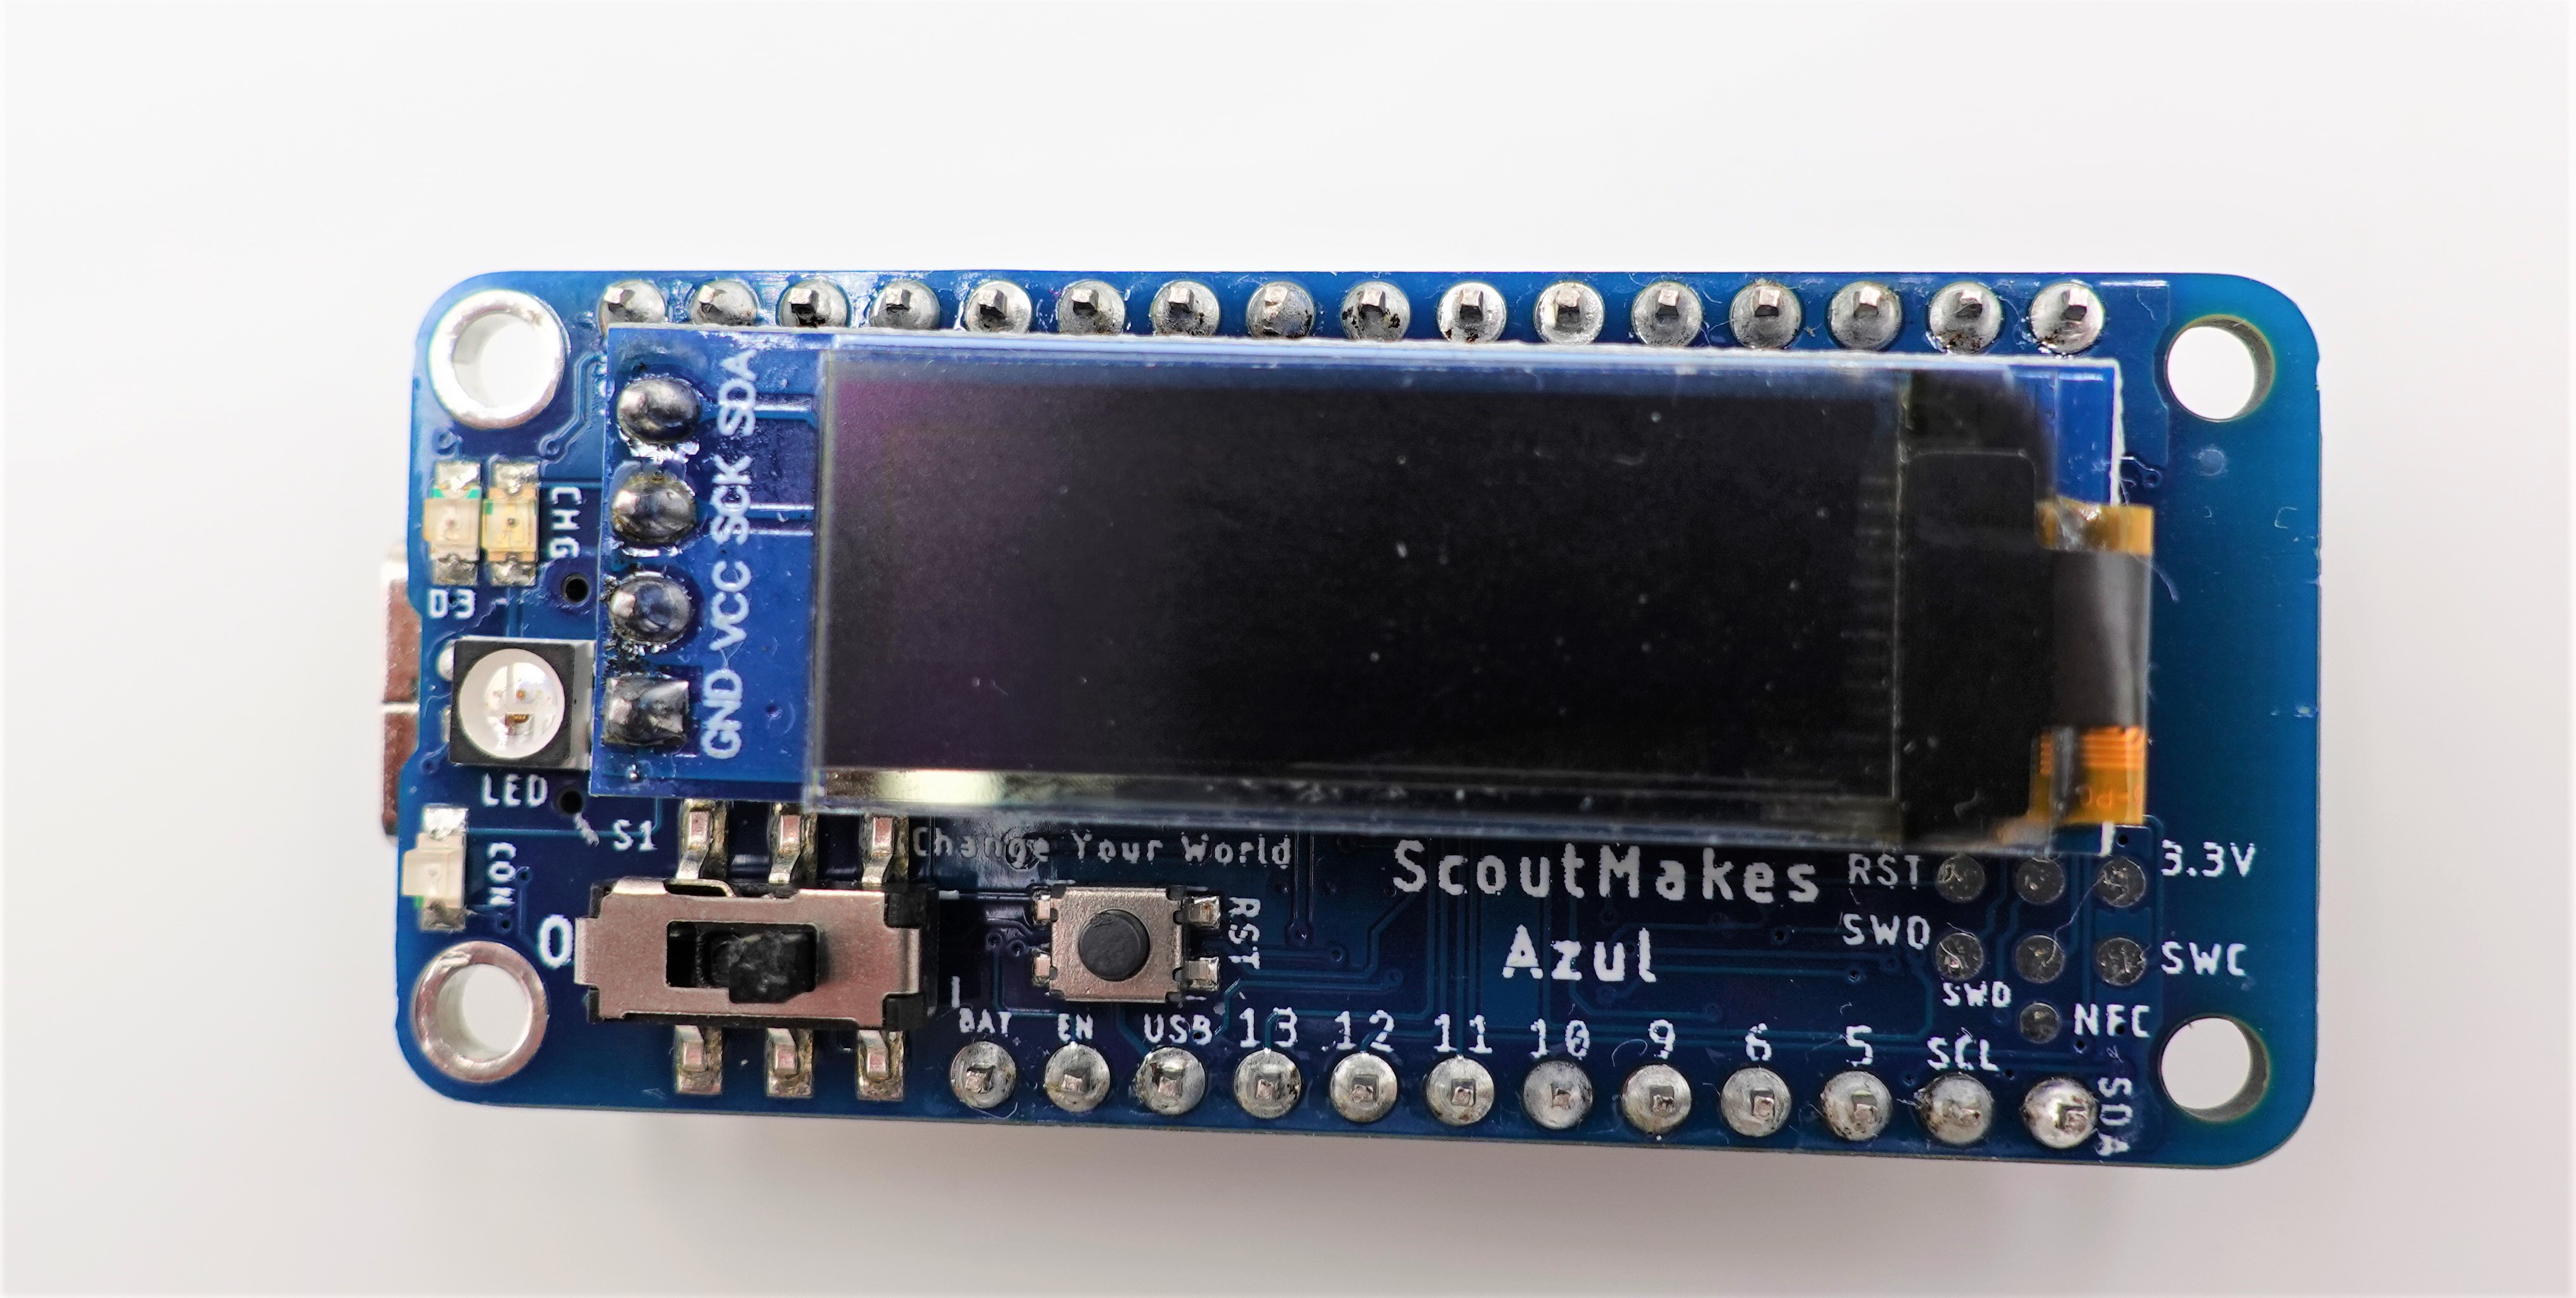 SDA
SCK
VCC
GND
CHG
D3
LED
S1
CON
0
Change Your World
ScoutMakes
Azul
RST
RST
3.3V
SWO
SWC
SWD
NFC
BAT
EN
USB
13
12
11
10
9
6
5
SCL
SDA